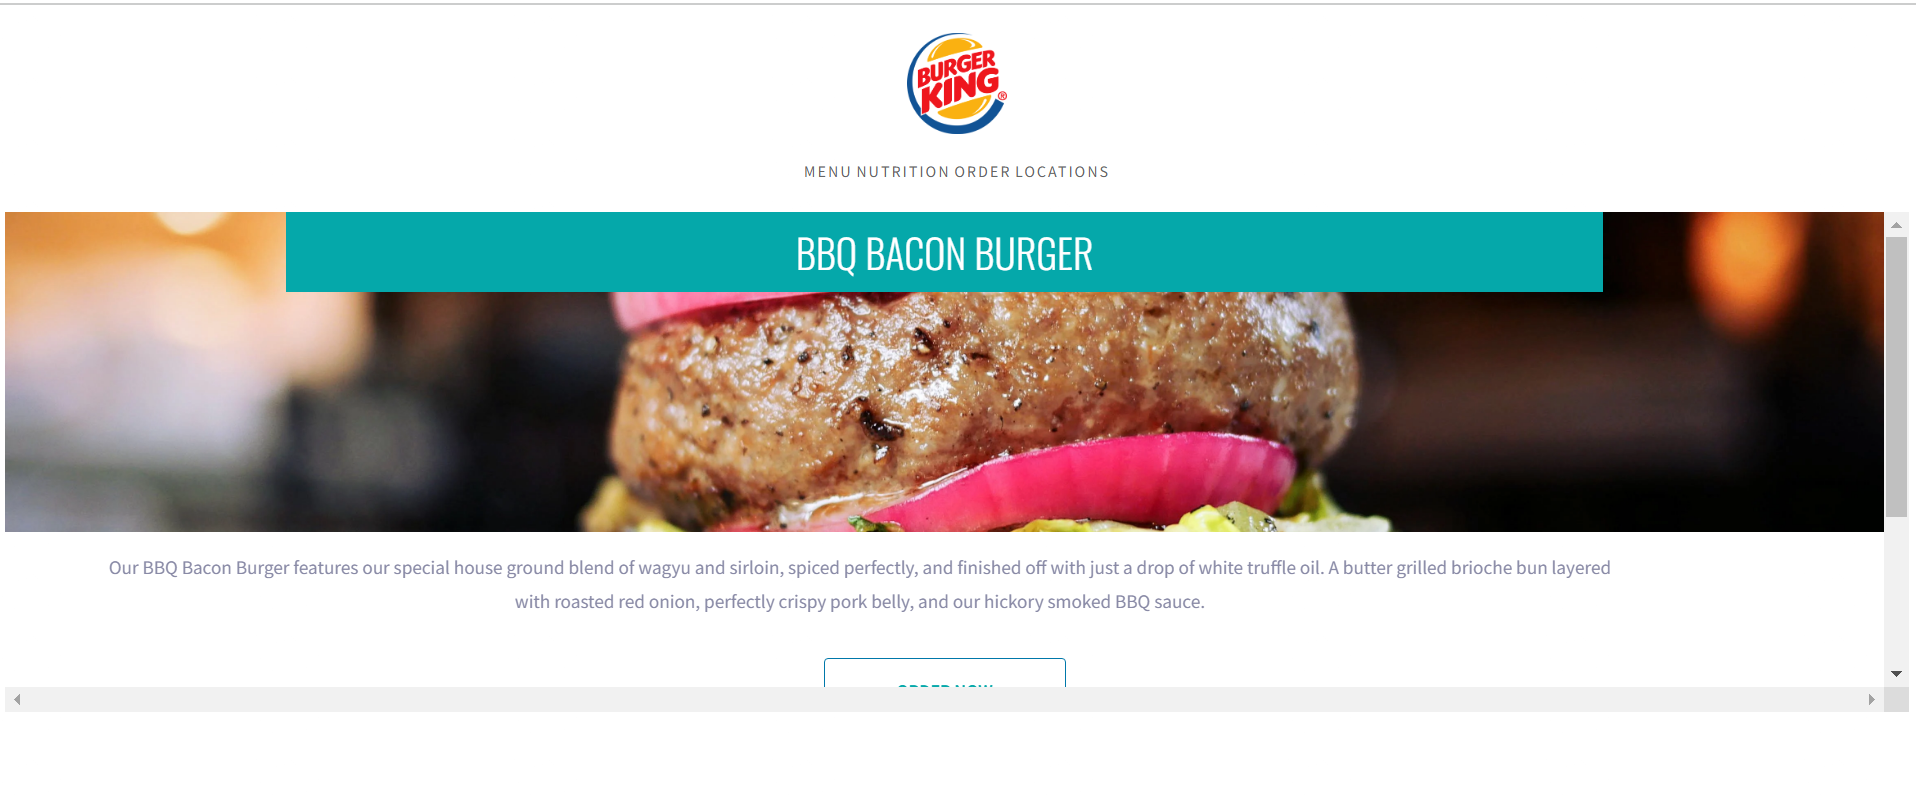 BURGER
KING®
MENU NUTRITION ORDER LOCATIONS
BBQ BACON BURGER
Our BBQ Bacon Burger features our special house ground blend of wagyu and sirloin, spiced perfectly, and finished off with just a drop of white truffle oil. A butter grilled brioche bun layered
with roasted red onion, perfectly crispy pork belly, and our hickory smoked BBQ sauce.
ORDER NOW